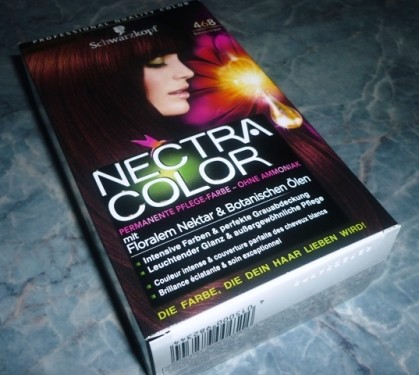 PROFESSIONAL QUALITY COLOR
Schwarzkopf
468
NECTRA
COLOR
PERMANENTE PFLEGE-FARBE – OHNE AMMONIAK
mit
Floralem Nektar & Botanischen Ölen
• Intensive Farben & perfekte Grauabdeckung
• Leuchtender Glanz & außergewöhnliche Pflege
• Couleur intense & couverture parfaite des cheveux blancs
• Brillance éclatante & soin exceptionnel
DIE FARBE, DIE DEIN HAAR LIEBEN WIRD!